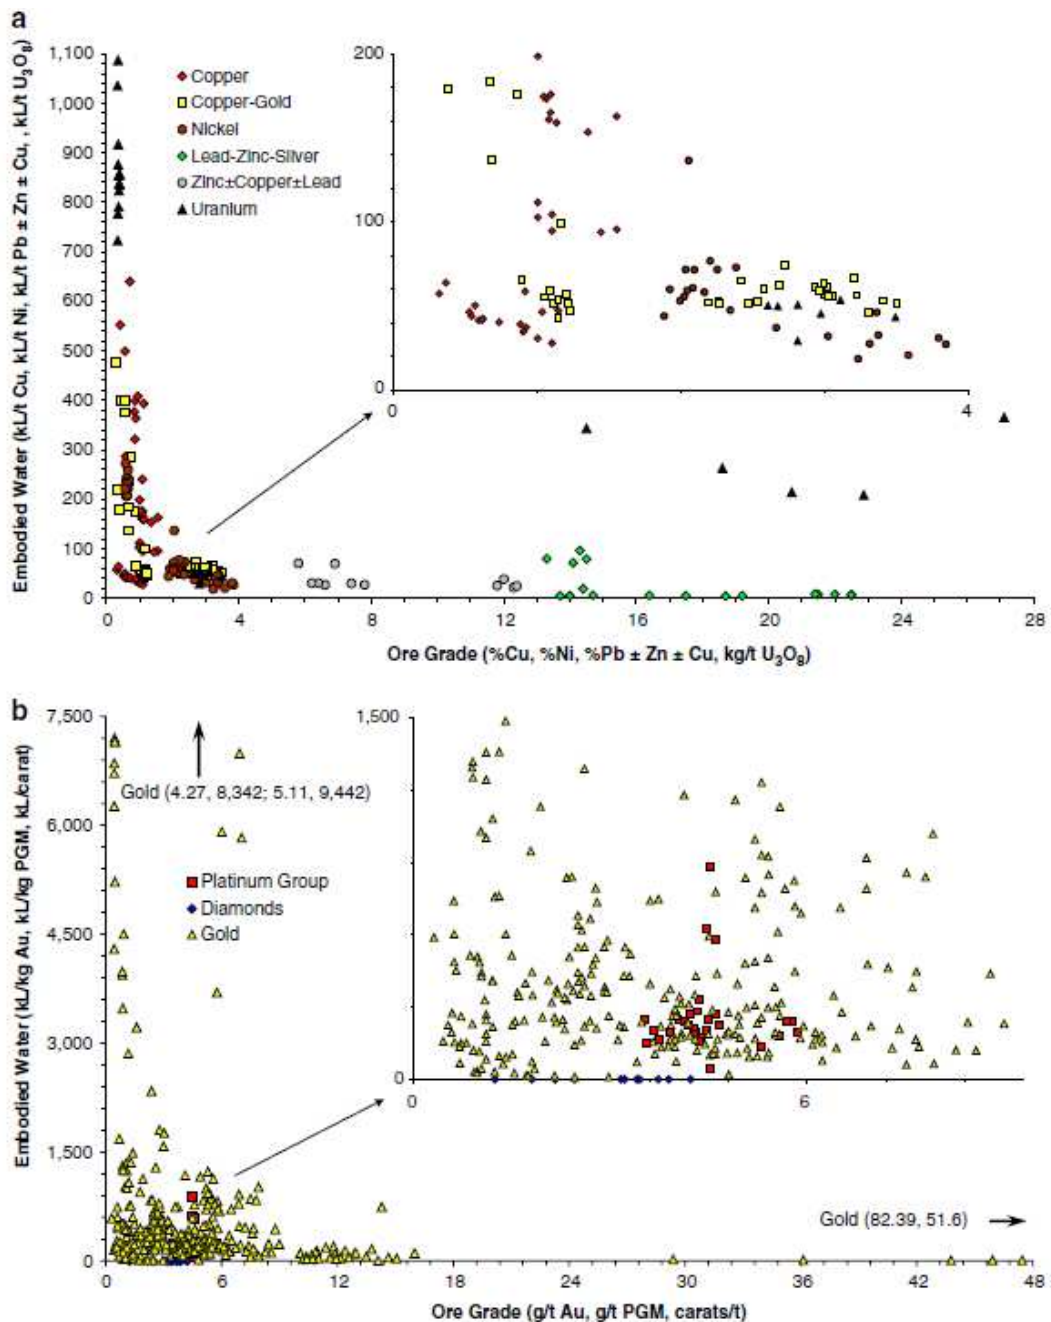 a
Embodied Water (kL/t Cu, kL/t Ni, kL/t Pb ± Zn ± Cu, , kL/t U₃O₈)
1,100
1,000
900
800
700
600
500
400
300
200
100
0
Copper
Copper-Gold
Nickel
Lead-Zinc-Silver
Zinc±Copper±Lead
Uranium
200
100
0
0 4
0 4 8 12 16 20 24 28
Ore Grade (%Cu, %Ni, %Pb ± Zn ± Cu, kg/t U₃O₈)
b
Embodied Water (kL/kg Au, kL/kg PGM, kL/carat)
7,500
6,000
4,500
3,000
1,500
0
Gold (4.27, 8,342; 5.11, 9,442)
Platinum Group
Diamonds
Gold
1,500
0
0 6
Gold (82.39, 51.6)
0 6 12 18 24 30 36 42 48
Ore Grade (g/t Au, g/t PGM, carats/t)